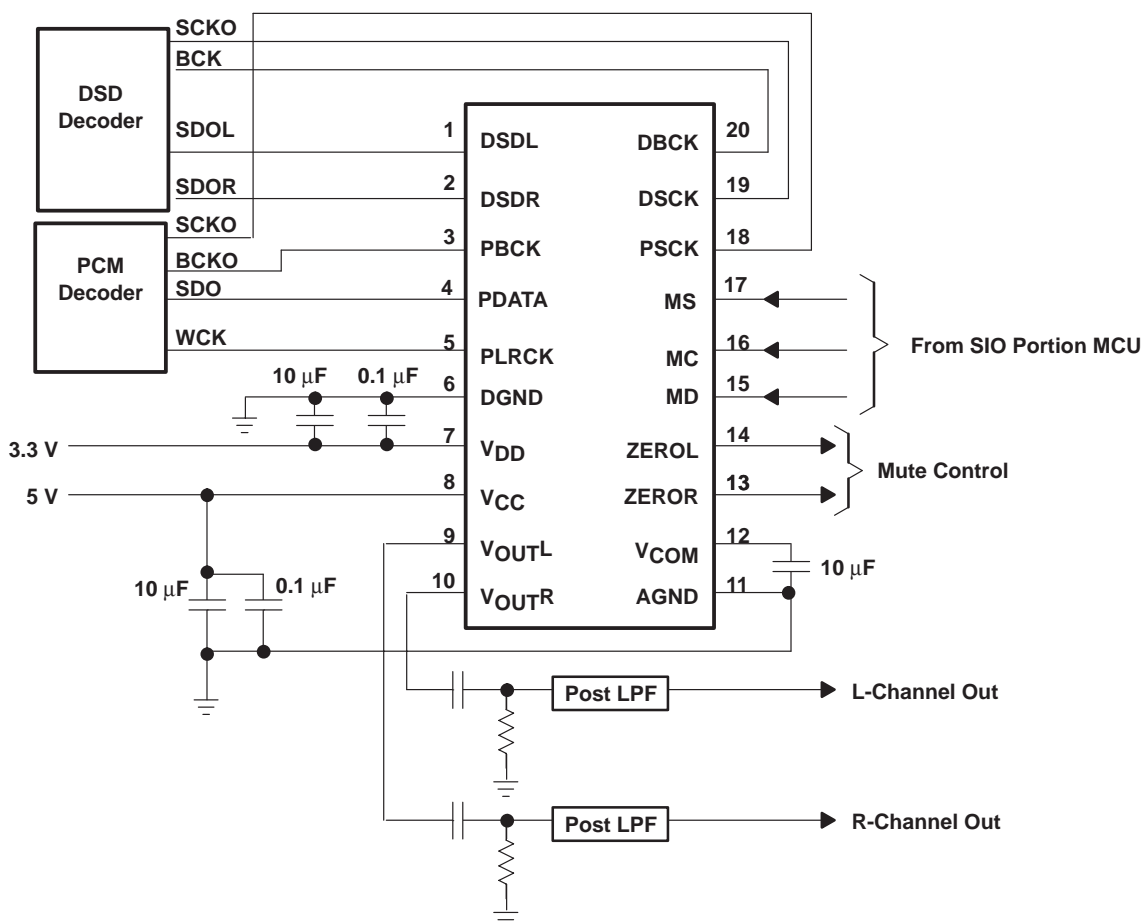 DSD
Decoder
SCKO
BCK
SDOL
SDOR
PCM
Decoder
SCKO
BCKO
SDO
WCK
1 DSDL DBCK 20
2 DSDR DSCK 19
3 PBCK PSCK 18
4 PDATA MS 17
5 PLRCK MC 16
6 DGND MD 15
7 VDD ZEROL 14
8 VCC ZEROR 13
9 VOUTL VCOM 12
10 VOUTR AGND 11
From SIO Portion MCU
Mute Control
10 µF 0.1 µF
3.3 V
5 V
10 µF 0.1 µF
10 µF
Post LPF L-Channel Out
Post LPF R-Channel Out